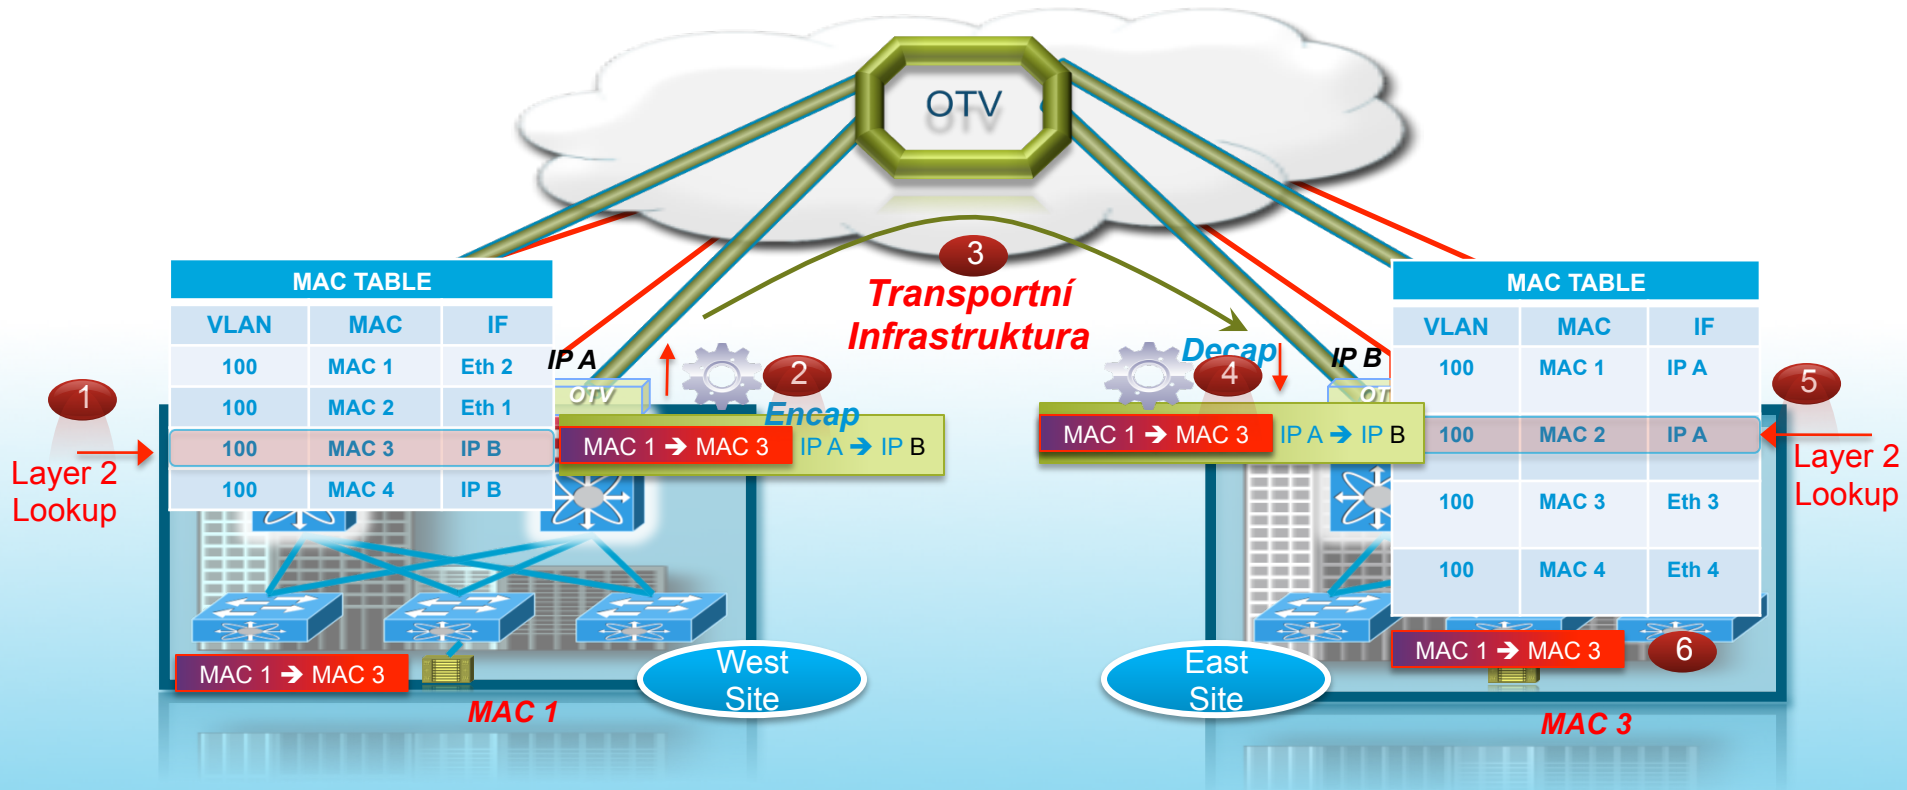 OTV
3
Transportní
Infrastruktura
MAC TABLE
VLAN MAC IF
100 MAC 1 Eth 2
100 MAC 2 Eth 1
100 MAC 3 IP B
100 MAC 4 IP B
1
Layer 2
Lookup
IP A
OTV
2
Encap
MAC 1 ➔ MAC 3 IP A ➔ IP B
MAC 1 ➔ MAC 3
MAC 1
West
Site
Decap
4
IP B
OT
MAC 1 ➔ MAC 3 IP A ➔ IP B
MAC TABLE
VLAN MAC IF
100 MAC 1 IP A
100 MAC 2 IP A
100 MAC 3 Eth 3
100 MAC 4 Eth 4
5
Layer 2
Lookup
MAC 1 ➔ MAC 3
6
East
Site
MAC 3